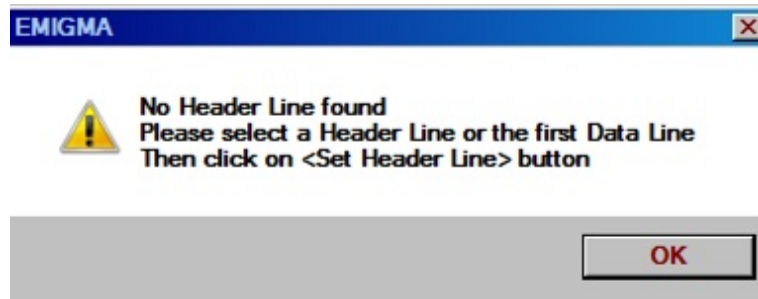 EMIGMA
No Header Line found
Please select a Header Line or the first Data Line
Then click on <Set Header Line> button
OK